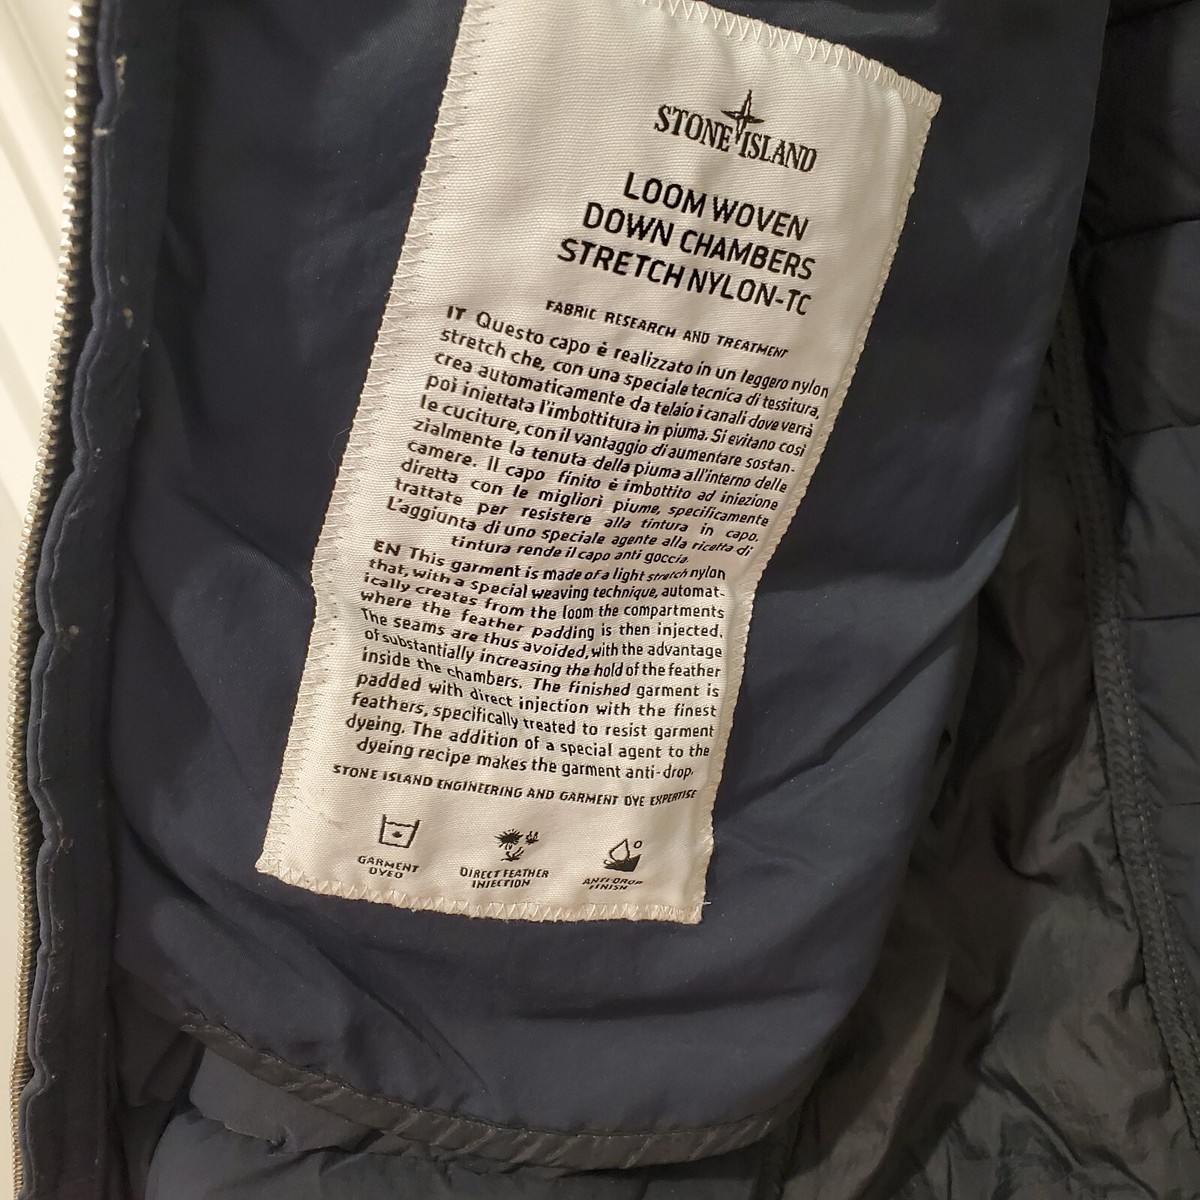 STONE ISLAND
LOOM WOVEN
DOWN CHAMBERS
STRETCH NYLON-TC
FABRIC RESEARCH AND TREATMENT
IT Questo capo è realizzato in un leggero nylon
stretch che, con una speciale tecnica di tessitura,
crea automaticamente da telaio i canali dove verrà
poi iniettata l'imbottitura in piuma. Si evitano così
le cuciture, con il vantaggio di aumentare sostan-
zialmente la tenuta della piuma all'interno delle
camere. Il capo finito è imbottito ad iniezione
diretta con le migliori piume, specificamente
trattate per resistere alla tintura in capo.
L'aggiunta di uno speciale agente alla ricetta di
tintura rende il capo anti goccia.
EN This garment is made of a light stretch nylon
that, with a special weaving technique, automat-
ically creates from the loom the compartments
where the feather padding is then injected.
The seams are thus avoided, with the advantage
of substantially increasing the hold of the feather
inside the chambers. The finished garment is
padded with direct injection with the finest
feathers, specifically treated to resist garment
dyeing. The addition of a special agent to the
dyeing recipe makes the garment anti-drop.
STONE ISLAND ENGINEERING AND GARMENT DYE EXPERTISE
GARMENT
DYED
DIRECT FEATHER
INJECTION
ANTI-DROP
FINISH